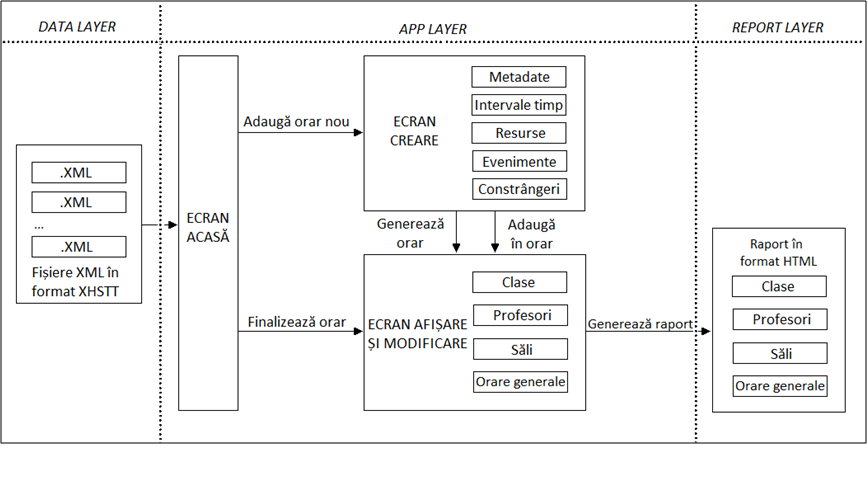 DATA LAYER
APP LAYER
REPORT LAYER
.XML
.XML
...
.XML
Fișiere XML în
format XHSTT
ECRAN
ACASĂ
Adaugă orar nou
Finalizează orar
ECRAN
CREARE
Metadate
Intervale timp
Resurse
Evenimente
Constrângeri
Generează
orar
Adaugă
în orar
ECRAN AFIȘARE
ȘI MODIFICARE
Clase
Profesori
Săli
Orare generale
Generează raport
Raport în
format HTML
Clase
Profesori
Săli
Orare generale